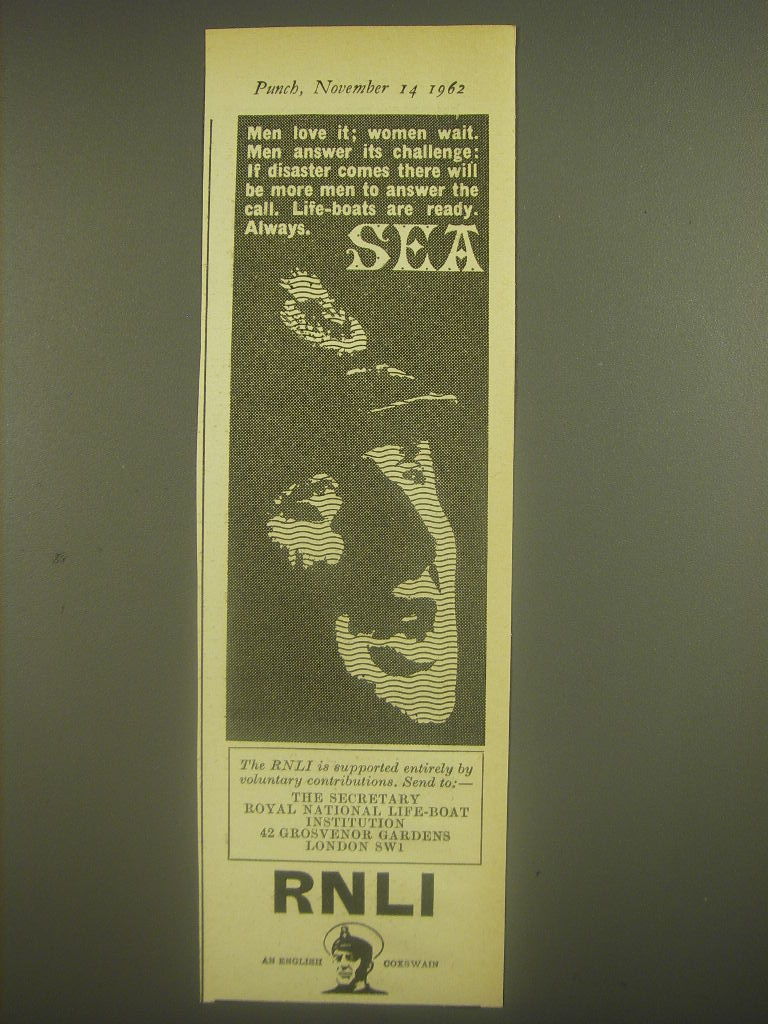 Punch, November 14 1962
Men love it; women wait.
Men answer its challenge:
If disaster comes there will
be more men to answer the
call. Life-boats are ready.
Always. SEA
The RNLI is supported entirely by
voluntary contributions. Send to:—
THE SECRETARY
ROYAL NATIONAL LIFE-BOAT
INSTITUTION
42 GROSVENOR GARDENS
LONDON SW1
RNLI
AN ENGLISH COXSWAIN